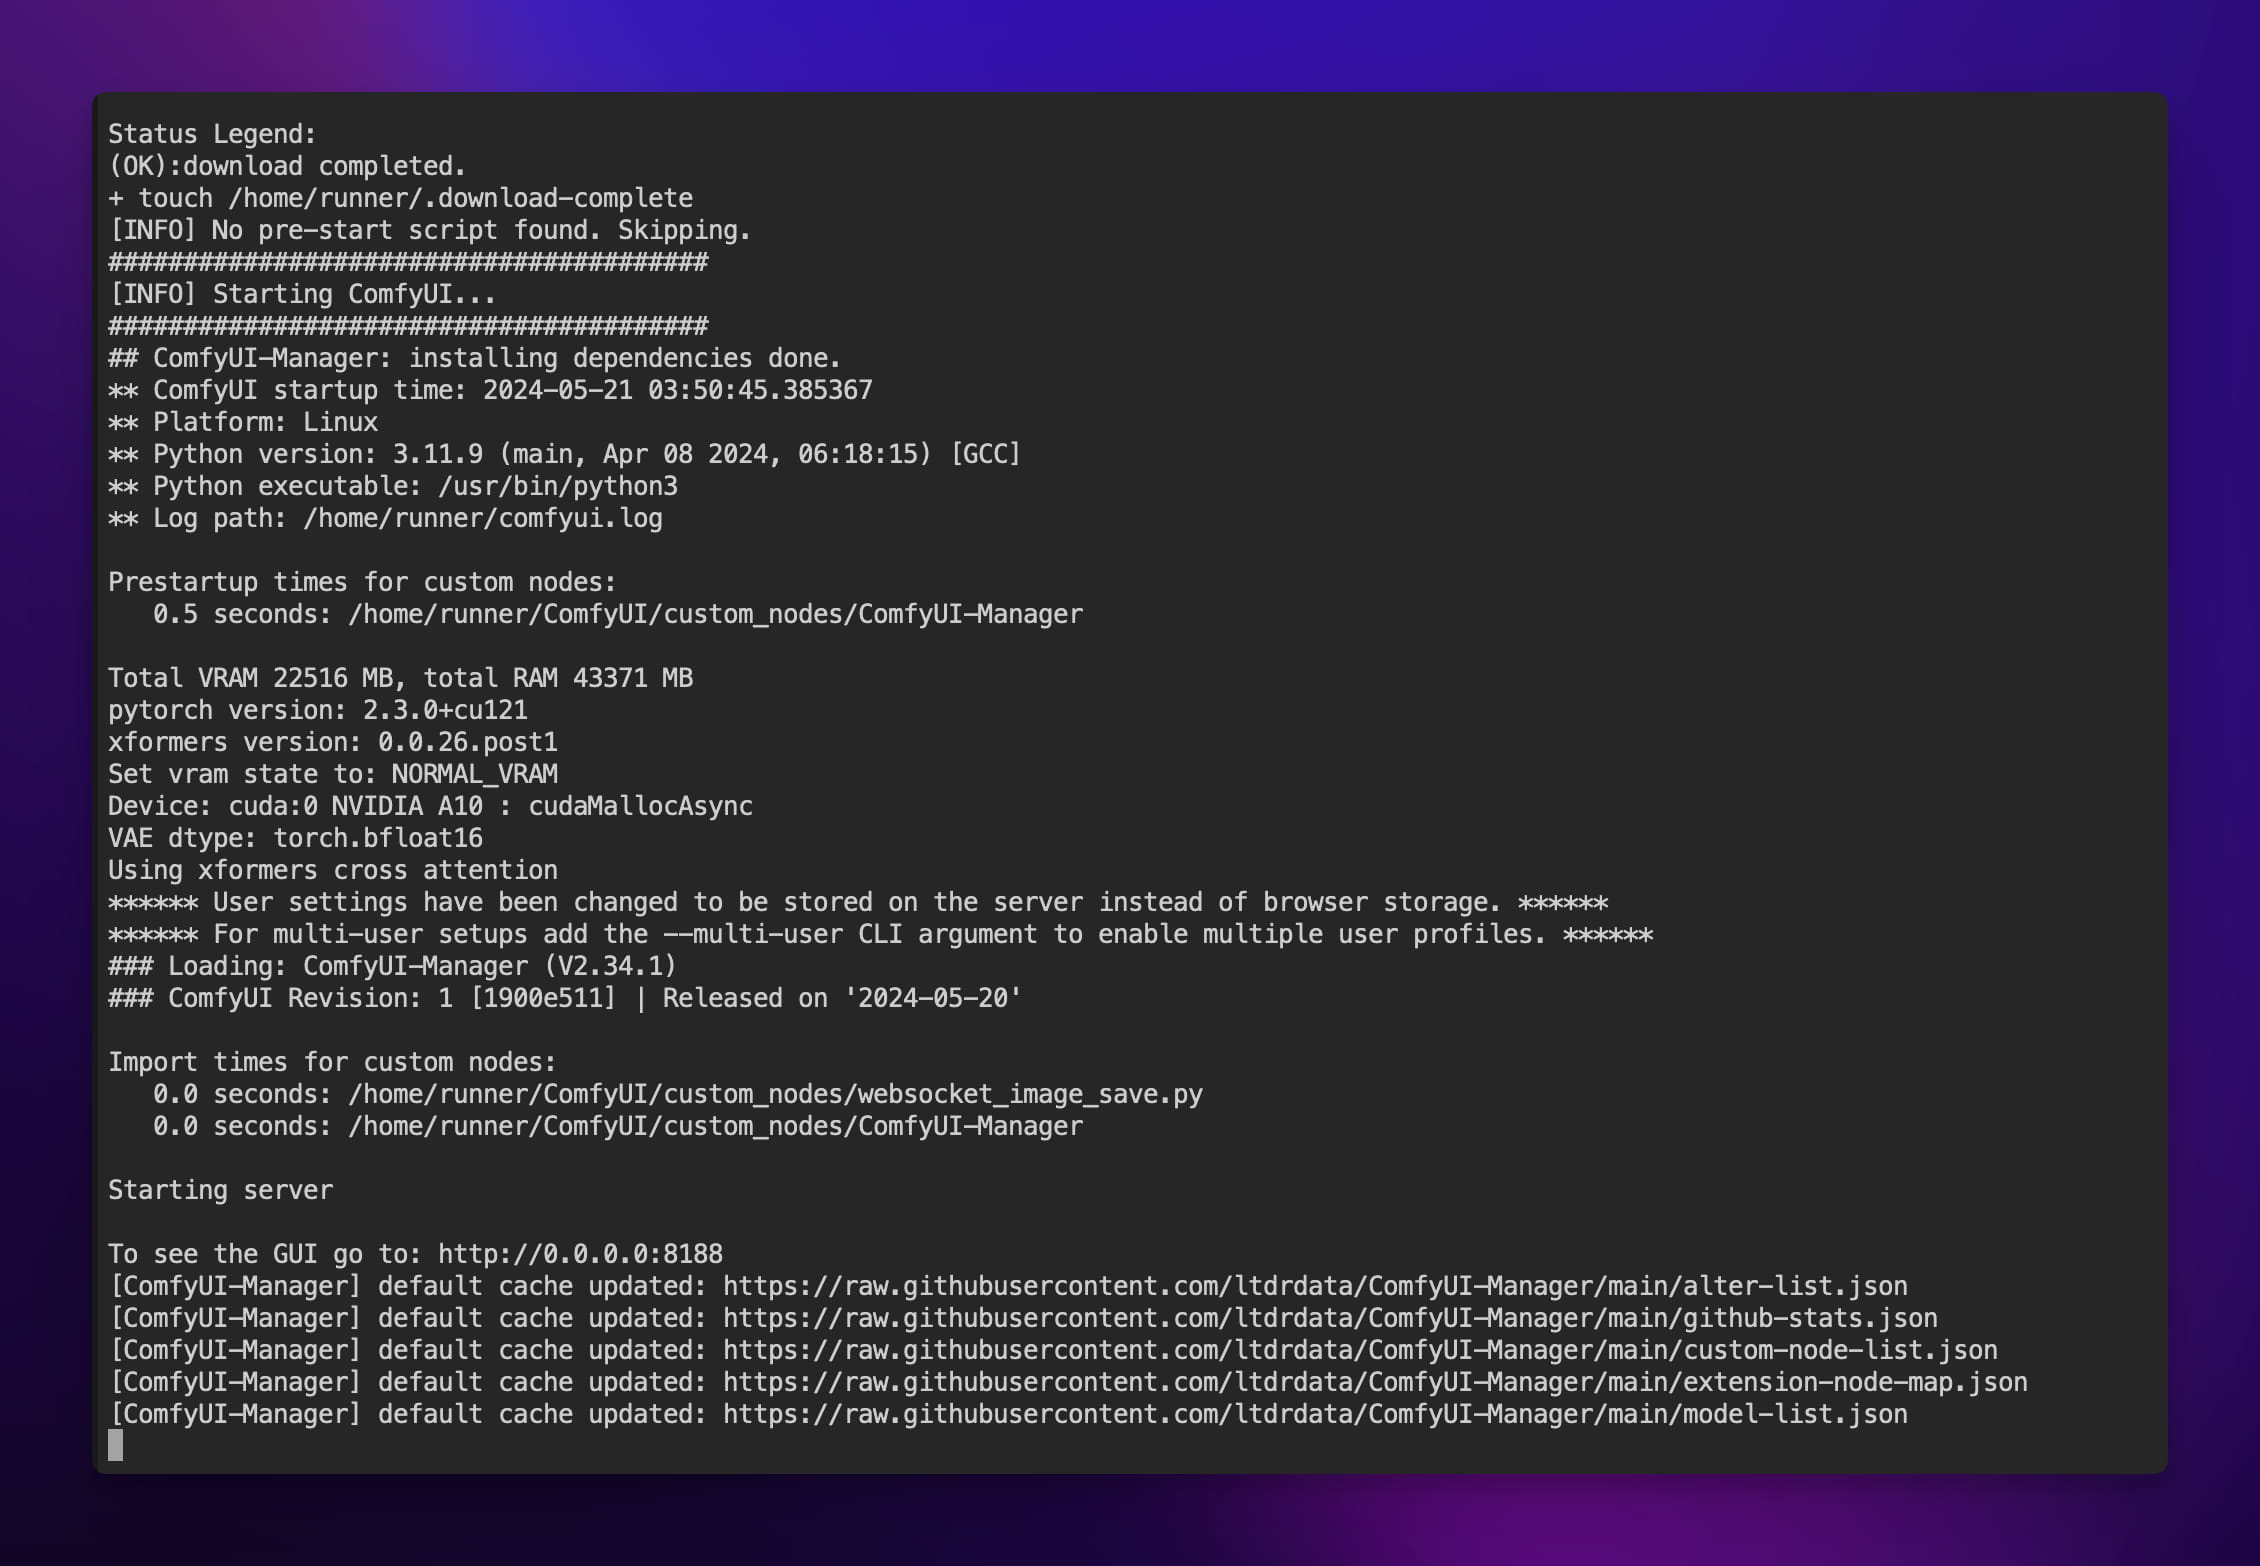 Status Legend:
(OK):download completed.
+ touch /home/runner/.download-complete
[INFO] No pre-start script found. Skipping.
########################################
[INFO] Starting ComfyUI...
########################################
## ComfyUI-Manager: installing dependencies done.
** ComfyUI startup time: 2024-05-21 03:50:45.385367
** Platform: Linux
** Python version: 3.11.9 (main, Apr 08 2024, 06:18:15) [GCC]
** Python executable: /usr/bin/python3
** Log path: /home/runner/comfyui.log

Prestartup times for custom nodes:
   0.5 seconds: /home/runner/ComfyUI/custom_nodes/ComfyUI-Manager

Total VRAM 22516 MB, total RAM 43371 MB
pytorch version: 2.3.0+cu121
xformers version: 0.0.26.post1
Set vram state to: NORMAL_VRAM
Device: cuda:0 NVIDIA A10 : cudaMallocAsync
VAE dtype: torch.bfloat16
Using xformers cross attention
****** User settings have been changed to be stored on the server instead of browser storage. ******
****** For multi-user setups add the --multi-user CLI argument to enable multiple user profiles. ******
### Loading: ComfyUI-Manager (V2.34.1)
### ComfyUI Revision: 1 [1900e511] | Released on '2024-05-20'

Import times for custom nodes:
   0.0 seconds: /home/runner/ComfyUI/custom_nodes/websocket_image_save.py
   0.0 seconds: /home/runner/ComfyUI/custom_nodes/ComfyUI-Manager

Starting server

To see the GUI go to: http://0.0.0.0:8188
[ComfyUI-Manager] default cache updated: https://raw.githubusercontent.com/ltdrdata/ComfyUI-Manager/main/alter-list.json
[ComfyUI-Manager] default cache updated: https://raw.githubusercontent.com/ltdrdata/ComfyUI-Manager/main/github-stats.json
[ComfyUI-Manager] default cache updated: https://raw.githubusercontent.com/ltdrdata/ComfyUI-Manager/main/custom-node-list.json
[ComfyUI-Manager] default cache updated: https://raw.githubusercontent.com/ltdrdata/ComfyUI-Manager/main/extension-node-map.json
[ComfyUI-Manager] default cache updated: https://raw.githubusercontent.com/ltdrdata/ComfyUI-Manager/main/model-list.json